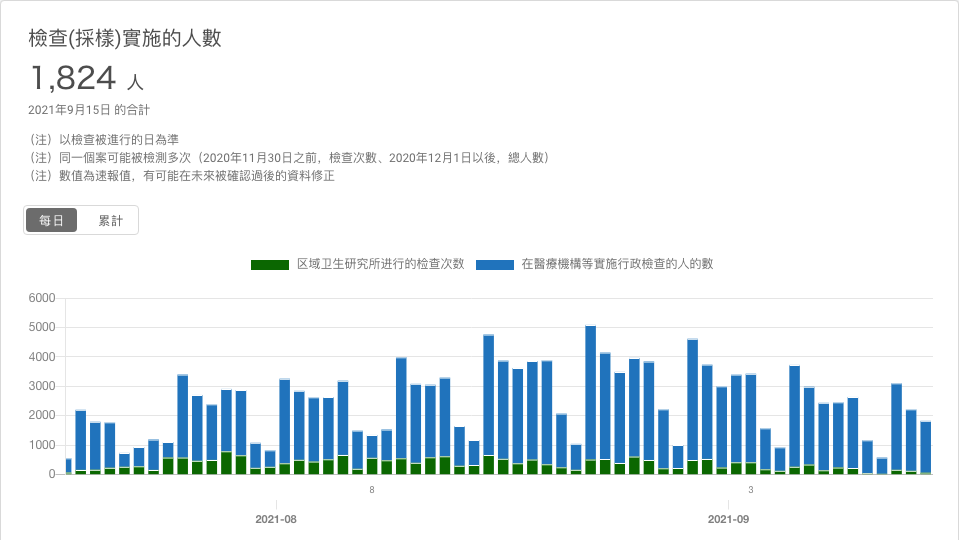 檢查(採樣)實施的人數
1,824 人
2021年9月15日 的合計
（注）以檢查被進行的日為準
（注）同一個案可能被檢測多次（2020年11月30日之前，檢查次數、2020年12月1日以後，總人數）
（注）數值為速報值，有可能在未來被確認過後的資料修正
每日 累計
区域卫生研究所进行的检查次数 在醫療機構等實施行政檢查的人的數
6000
5000
4000
3000
2000
1000
0
8 3
2021-08 2021-09